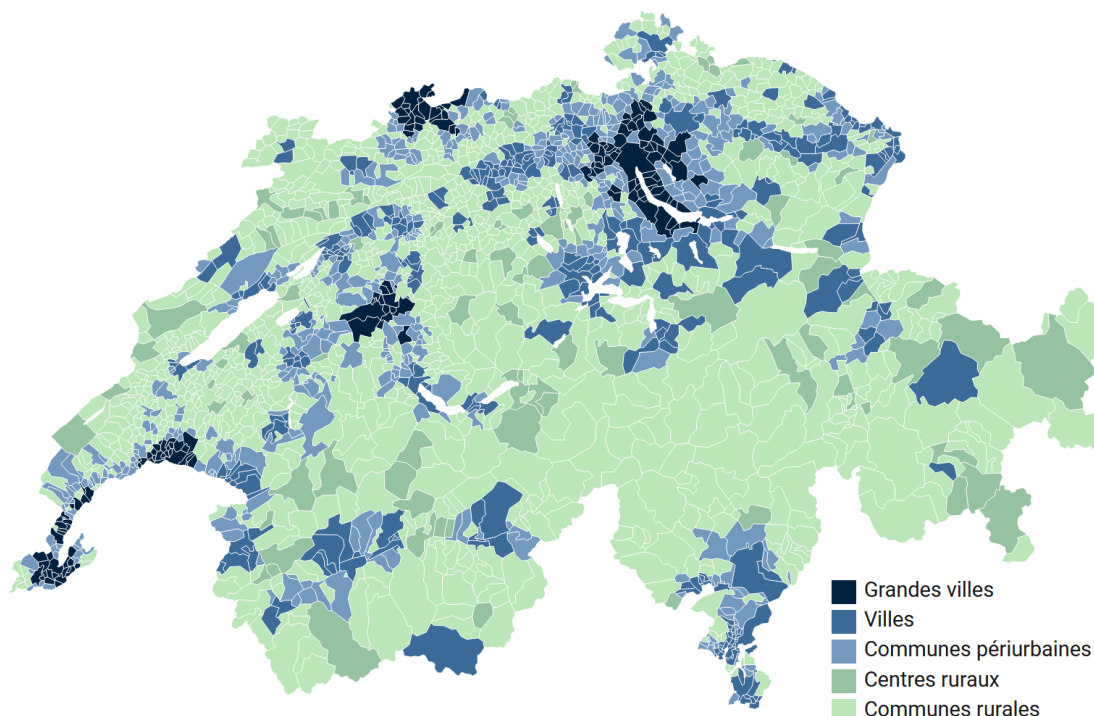 Grandes villes
Villes
Communes périurbaines
Centres ruraux
Communes rurales